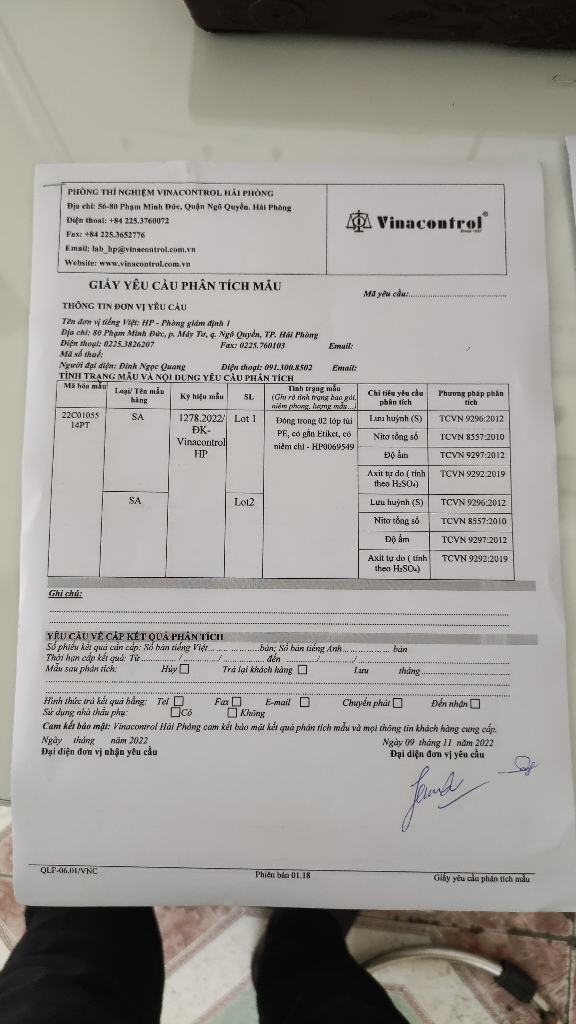 PHÒNG THÍ NGHIỆM VINACONTROL HẢI PHÒNG
Địa chỉ: 56-80 Phạm Minh Đức, Quận Ngô Quyền, Hải Phòng
Điện thoại: +84 225.3760072
Fax: +84 225.3652776
Email: lab_hp@vinacontrol.com.vn
Website: www.vinacontrol.com.vn
Vinacontrol®
Since 1957
GIẤY YÊU CẦU PHÂN TÍCH MẪU
Mã yêu cầu:
THÔNG TIN ĐƠN VỊ YÊU CẦU
Tên đơn vị tiếng Việt: HP - Phòng giám định 1
Địa chỉ: 80 Phạm Minh Đức, p. Máy Tơ, q. Ngô Quyền, TP. Hải Phòng
Điện thoại: 0225.3826207 Fax: 0225.760103 Email:
Mã số thuế:
Người đại diện: Đinh Ngọc Quang Điện thoại: 091.300.8502 Email:
TÌNH TRẠNG MẪU VÀ NỘI DUNG YÊU CẦU PHÂN TÍCH
Mã hóa mẫu Loại/ Tên mẫu hàng Ký hiệu mẫu SL Tình trạng mẫu (Ghi rõ tình trạng bao gói, niêm phong, lượng mẫu...) Chỉ tiêu yêu cầu phân tích Phương pháp phân tích
22C01055 14PT SA 1278.2022/ĐK-Vinacontrol HP Lot 1 Đóng trong 02 lớp túi PE, có gắn Etiket, có niêm chì - HP0069549 Lưu huỳnh (S) TCVN 9296:2012
Nitơ tổng số TCVN 8557:2010
Độ ẩm TCVN 9297:2012
Axit tự do ( tính theo H₂SO₄) TCVN 9292:2019
SA Lot2 Lưu huỳnh (S) TCVN 9296:2012
Nitơ tổng số TCVN 8557:2010
Độ ẩm TCVN 9297:2012
Axit tự do ( tính theo H₂SO₄) TCVN 9292:2019
Ghi chú:
YÊU CẦU VỀ CẤP KẾT QUẢ PHÂN TÍCH
Số phiếu kết quả cần cấp: Số bản tiếng Việt.....................bản; Số bản tiếng Anh................ bản
Thời hạn cấp kết quả: Từ ............/............/............đến ............/............/............
Mẫu sau phân tích: Hủy Trả lại khách hàng Lưu tháng
Hình thức trả kết quả bằng: Tel Fax E-mail Chuyển phát Đến nhận
Sử dụng nhà thầu phụ: Có Không
Cam kết bảo mật: Vinacontrol Hải Phòng cam kết bảo mật kết quả phân tích mẫu và mọi thông tin khách hàng cung cấp.
Ngày tháng năm 2022 Ngày 09 tháng 11 năm 2022
Đại diện đơn vị nhận yêu cầu Đại diện đơn vị yêu cầu
QLF-06.01/VNC Phiên bản 01.18 Giấy yêu cầu phân tích mẫu